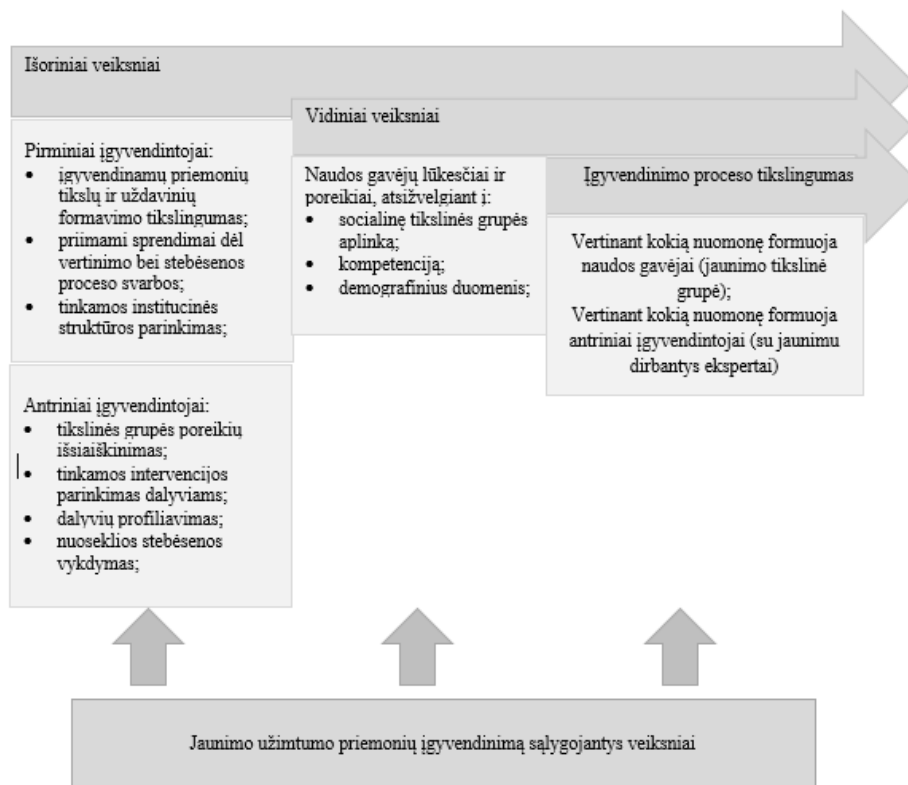 Išoriniai veiksniai
Vidiniai veiksniai
Įgyvendinimo proceso tikslingumas
Pirminiai įgyvendintojai:
• įgyvendinamų priemonių
tikslų ir uždavinių
formavimo tikslingumas;
• priimami sprendimai dėl
vertinimo bei stebėsenos
proceso svarbos;
• tinkamos institucinės
struktūros parinkimas;
Antriniai įgyvendintojai:
• tikslinės grupės poreikių
išsiaiškinimas;
• tinkamos intervencijos
parinkimas dalyviams;
• dalyvių profiliavimas;
• nuoseklios stebėsenos
vykdymas;
Naudos gavėjų lūkesčiai ir
poreikiai, atsižvelgiant į:
• socialinę tikslinės grupės
aplinką;
• kompetenciją;
• demografinius duomenis;
Vertinant kokią nuomonę formuoja
naudos gavėjai (jaunimo tikslinė
grupė);
Vertinant kokią nuomonę formuoja
antriniai įgyvendintojai (su jaunimu
dirbantys ekspertai)
Jaunimo užimtumo priemonių įgyvendinimą sąlygojantys veiksniai